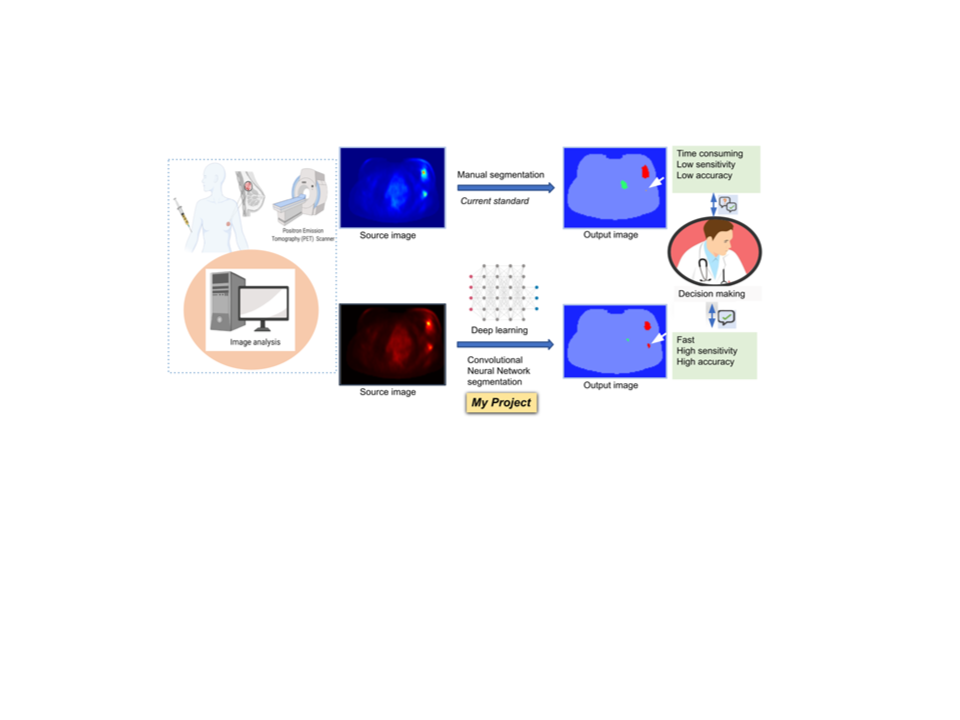 Positron Emission
Tomography (PET) Scanner
Image analysis
Source image
Manual segmentation
Current standard
Output image
Time consuming
Low sensitivity
Low accuracy
Decision making
Source image
Deep learning
Convolutional
Neural Network
segmentation
My Project
Output image
Fast
High sensitivity
High accuracy